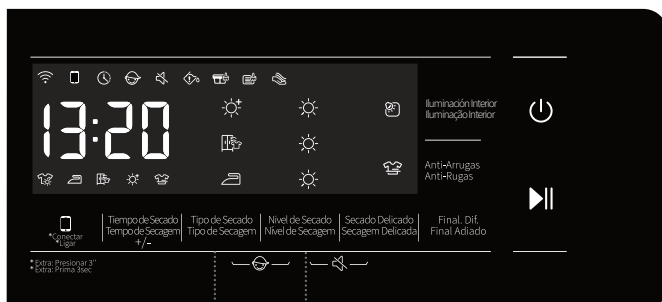 13:20
Iluminación Interior
Iluminação Interior
Anti-Arrugas
Anti-Rugas
*Conectar
*Ligar
Tiempo de Secado
Tempo de Secagem
+/-
Tipo de Secado
Tipo de Secagem
Nivel de Secado
Nível de Secagem
Secado Delicado
Secagem Delicada
Final. Dif.
Final Adiado
* Extra: Presionar 3"
* Extra: Prima 3sec